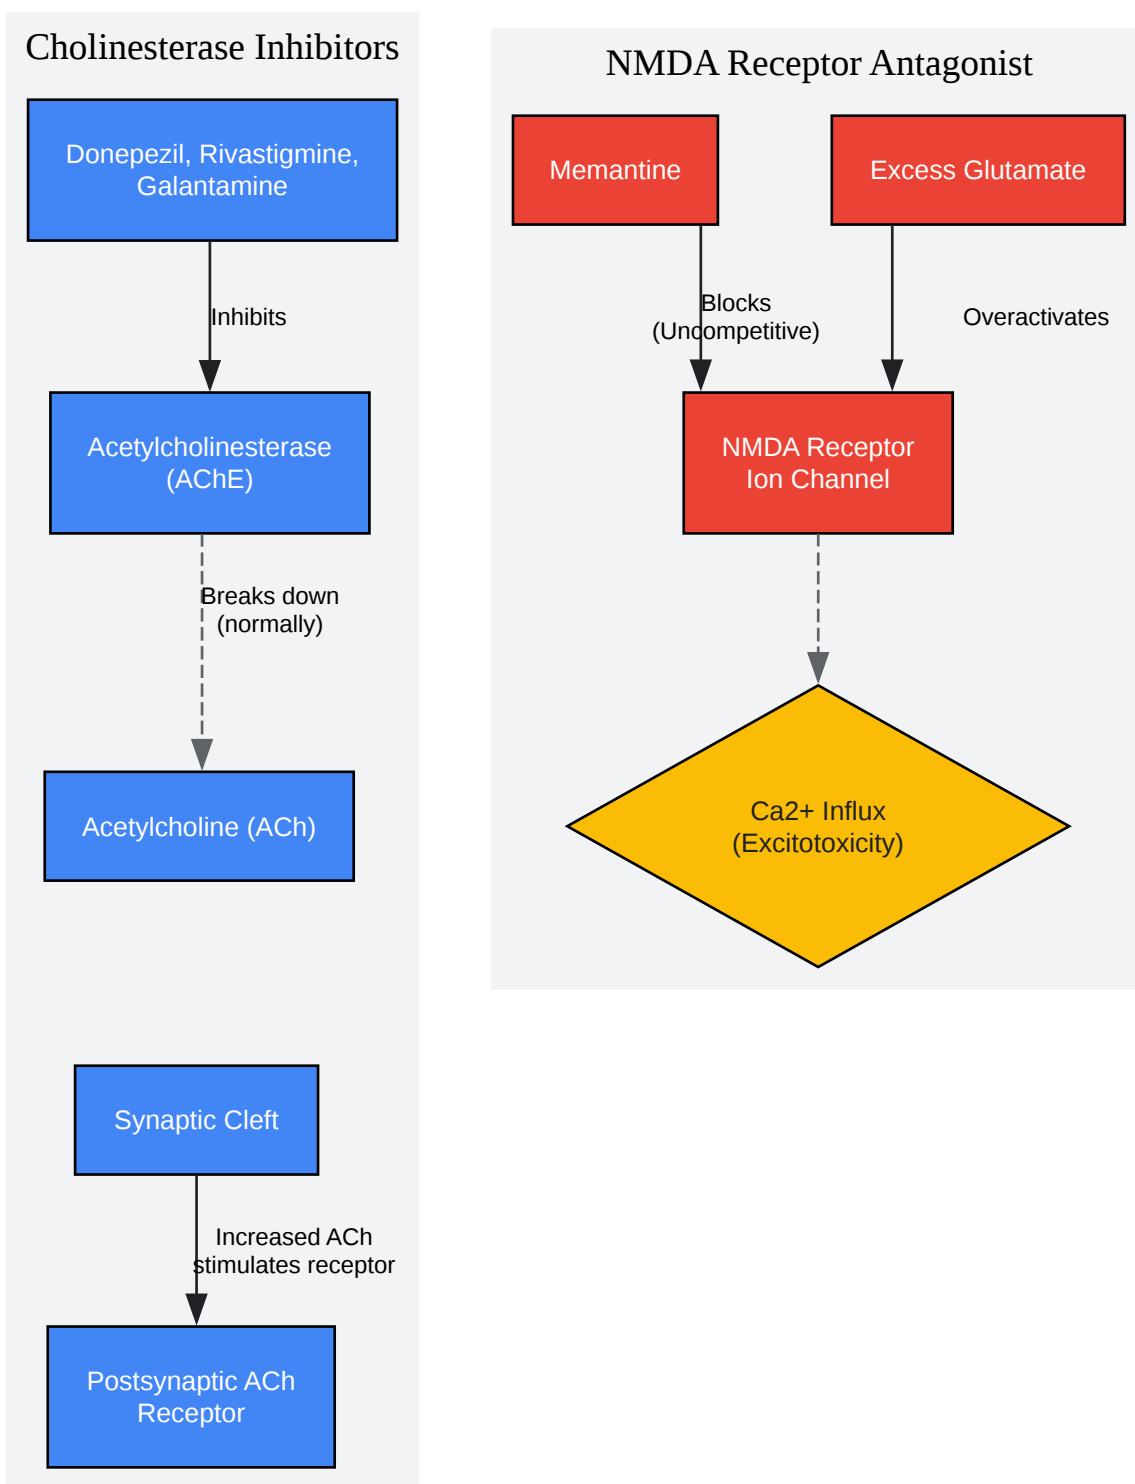 Cholinesterase Inhibitors
Donepezil, Rivastigmine,
Galantamine
Inhibits
Acetylcholinesterase
(AChE)
Breaks down
(normally)
Acetylcholine (ACh)
Synaptic Cleft
Increased ACh
stimulates receptor
Postsynaptic ACh
Receptor
NMDA Receptor Antagonist
Memantine
Excess Glutamate
Blocks
(Uncompetitive)
Overactivates
NMDA Receptor
Ion Channel
Ca2+ Influx
(Excitotoxicity)